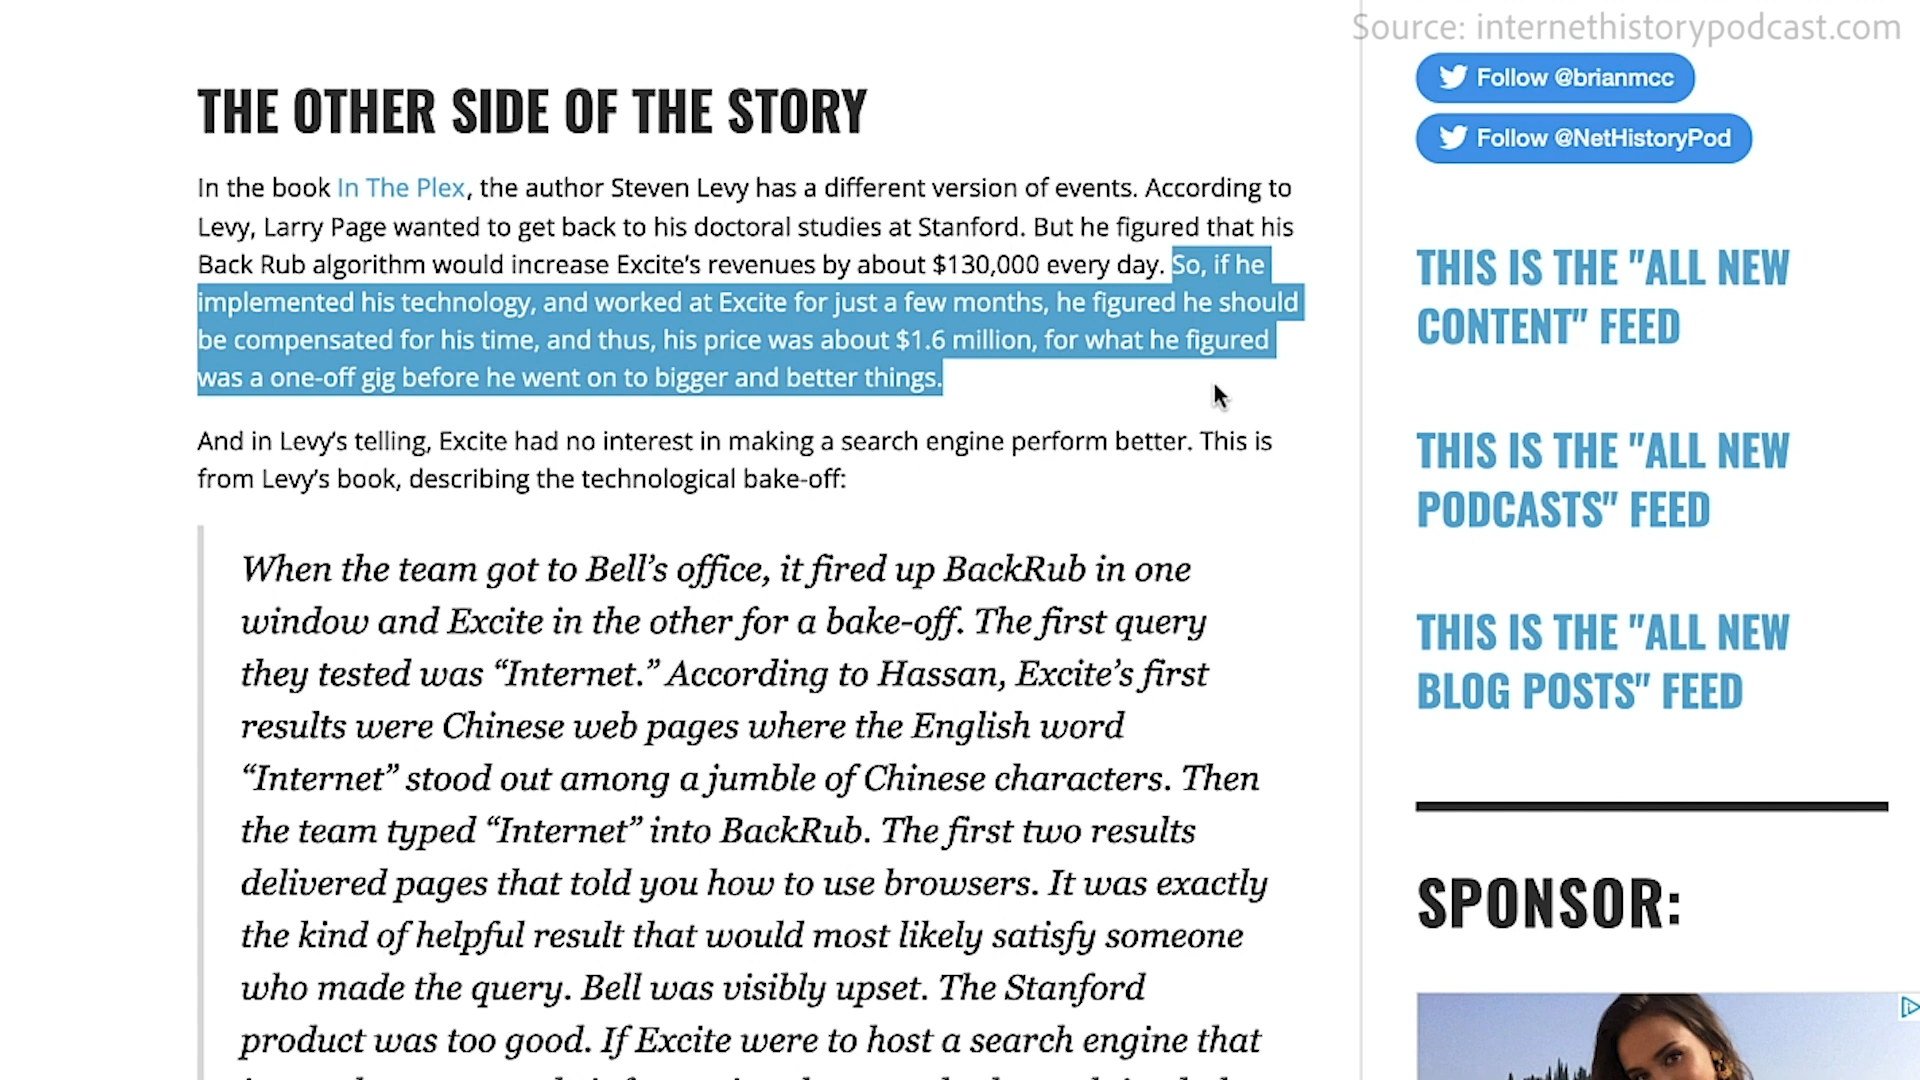 Source: internethistorypodcast.com
THE OTHER SIDE OF THE STORY
In the book In The Plex, the author Steven Levy has a different version of events. According to
Levy, Larry Page wanted to get back to his doctoral studies at Stanford. But he figured that his
Back Rub algorithm would increase Excite’s revenues by about $130,000 every day. So, if he
implemented his technology, and worked at Excite for just a few months, he figured he should
be compensated for his time, and thus, his price was about $1.6 million, for what he figured
was a one-off gig before he went on to bigger and better things.
And in Levy’s telling, Excite had no interest in making a search engine perform better. This is
from Levy’s book, describing the technological bake-off:
When the team got to Bell’s office, it fired up BackRub in one
window and Excite in the other for a bake-off. The first query
they tested was “Internet.” According to Hassan, Excite’s first
results were Chinese web pages where the English word
“Internet” stood out among a jumble of Chinese characters. Then
the team typed “Internet” into BackRub. The first two results
delivered pages that told you how to use browsers. It was exactly
the kind of helpful result that would most likely satisfy someone
who made the query. Bell was visibly upset. The Stanford
product was too good. If Excite were to host a search engine that
Follow @brianmcc
Follow @NetHistoryPod
THIS IS THE "ALL NEW
CONTENT" FEED
THIS IS THE "ALL NEW
PODCASTS" FEED
THIS IS THE "ALL NEW
BLOG POSTS" FEED
SPONSOR: